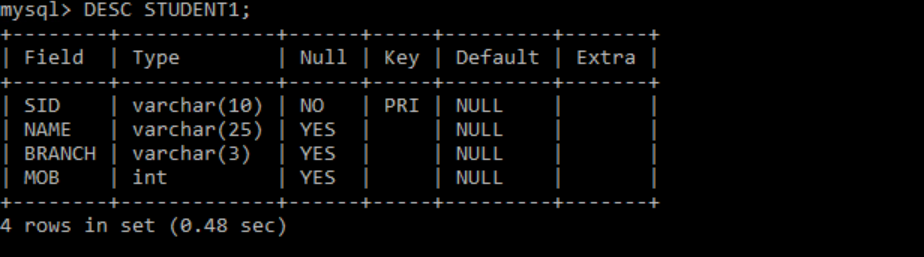 mysql> DESC STUDENT1;
+--------+-------------+------+-----+---------+-------+
| Field  | Type        | Null | Key | Default | Extra |
+--------+-------------+------+-----+---------+-------+
| SID    | varchar(10) | NO   | PRI | NULL    |       |
| NAME   | varchar(25) | YES  |     | NULL    |       |
| BRANCH | varchar(3)  | YES  |     | NULL    |       |
| MOB    | int         | YES  |     | NULL    |       |
+--------+-------------+------+-----+---------+-------+
4 rows in set (0.48 sec)